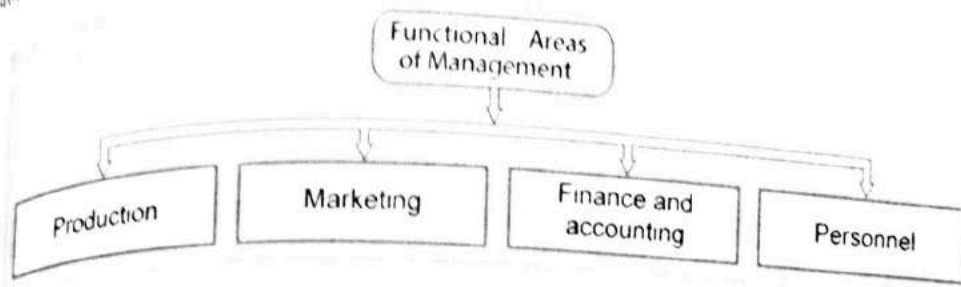 Functional Areas
of Management
Production
Marketing
Finance and
accounting
Personnel